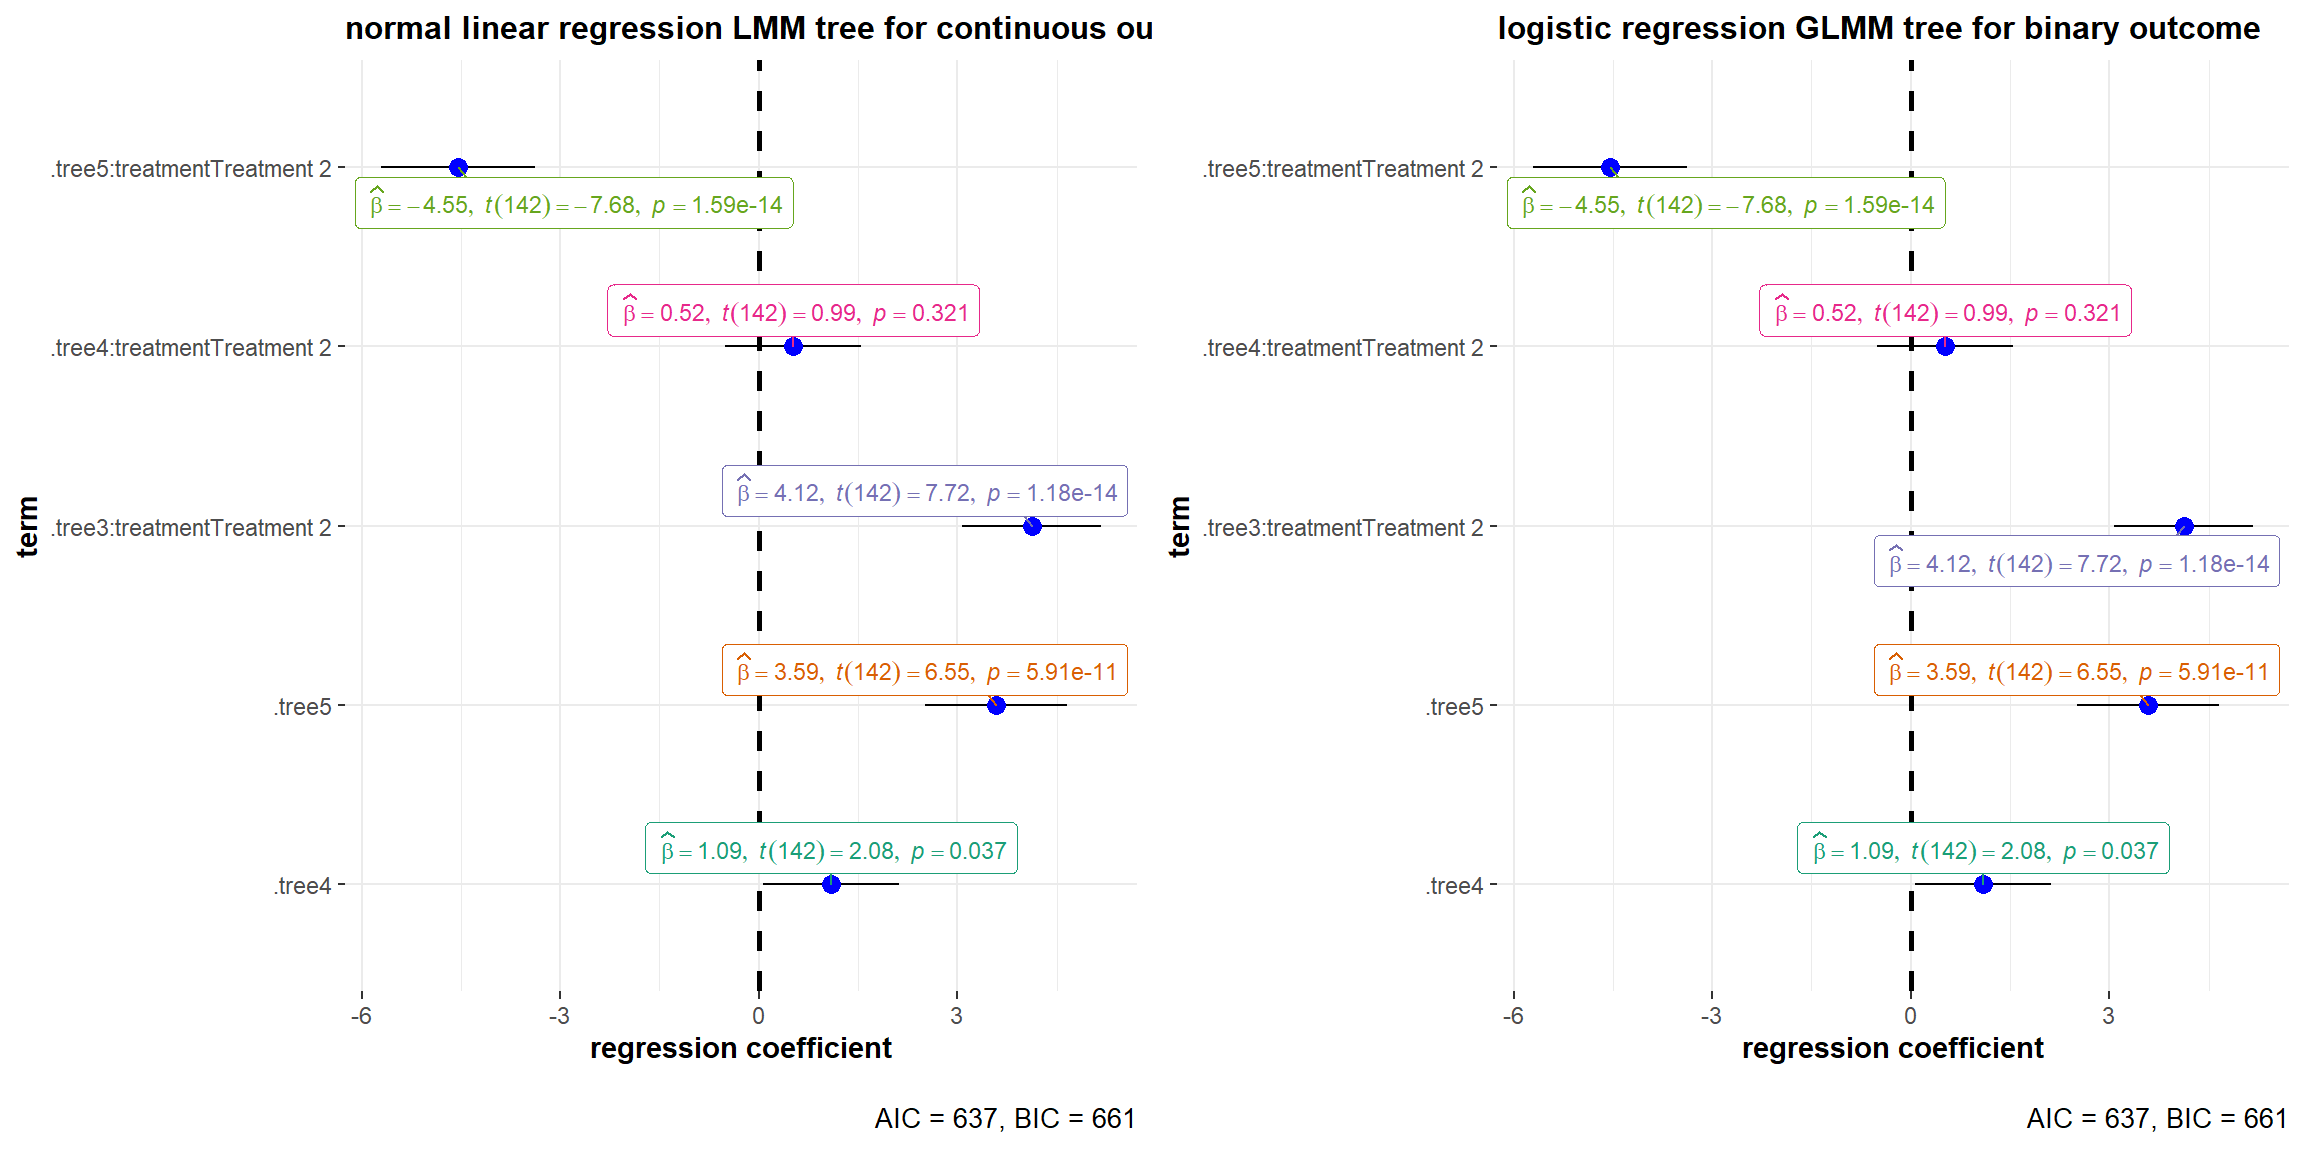 normal linear regression LMM tree for continuous ou
.tree5:treatmentTreatment 2
β̂ = −4.55, t(142) = −7.68, p = 1.59e-14
β̂ = 0.52, t(142) = 0.99, p = 0.321
.tree4:treatmentTreatment 2
β̂ = 4.12, t(142) = 7.72, p = 1.18e-14
.tree3:treatmentTreatment 2
β̂ = 3.59, t(142) = 6.55, p = 5.91e-11
.tree5
β̂ = 1.09, t(142) = 2.08, p = 0.037
.tree4
term
-6 -3 0 3
regression coefficient
AIC = 637, BIC = 661
logistic regression GLMM tree for binary outcome
.tree5:treatmentTreatment 2
β̂ = −4.55, t(142) = −7.68, p = 1.59e-14
β̂ = 0.52, t(142) = 0.99, p = 0.321
.tree4:treatmentTreatment 2
.tree3:treatmentTreatment 2
β̂ = 4.12, t(142) = 7.72, p = 1.18e-14
β̂ = 3.59, t(142) = 6.55, p = 5.91e-11
.tree5
β̂ = 1.09, t(142) = 2.08, p = 0.037
.tree4
term
-6 -3 0 3
regression coefficient
AIC = 637, BIC = 661